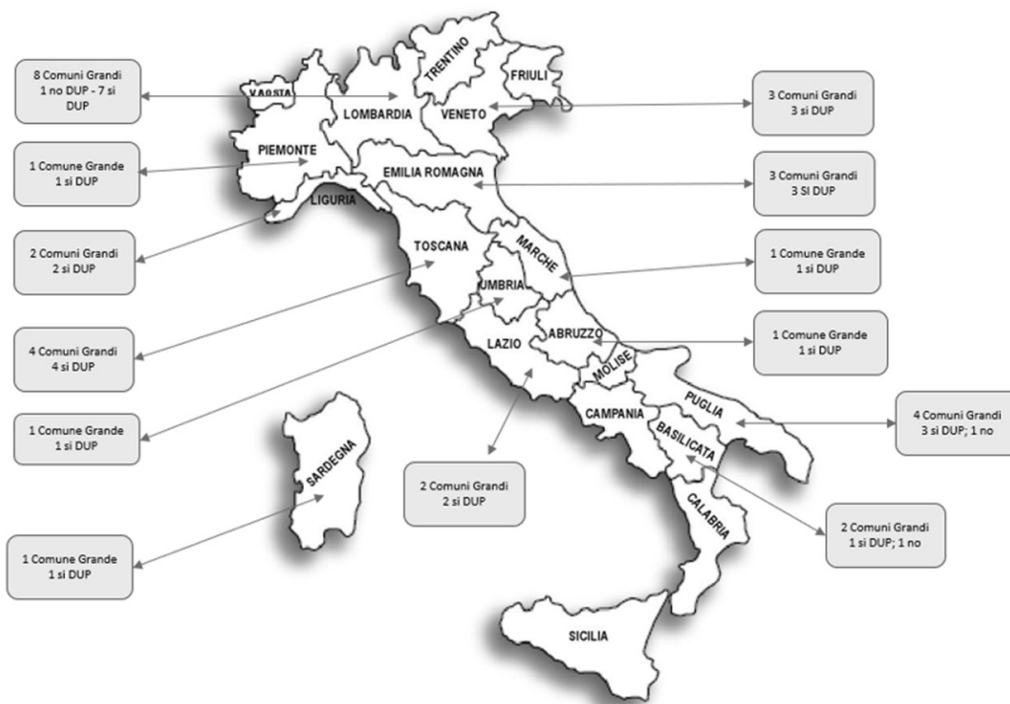 8 Comuni Grandi
1 no DUP - 7 si
DUP
1 Comune Grande
1 si DUP
2 Comuni Grandi
2 si DUP
4 Comuni Grandi
4 si DUP
1 Comune Grande
1 si DUP
1 Comune Grande
1 si DUP
TRENTINO
FRIULI
V.AOSTA
LOMBARDIA
VENETO
PIEMONTE
EMILIA ROMAGNA
LIGURIA
TOSCANA
MARCHE
UMBRIA
LAZIO
ABRUZZO
MOLISE
CAMPANIA
PUGLIA
BASILICATA
SARDEGNA
CALABRIA
SICILIA
2 Comuni Grandi
2 si DUP
3 Comuni Grandi
3 si DUP
3 Comuni Grandi
3 SI DUP
1 Comune Grande
1 si DUP
1 Comune Grande
1 si DUP
4 Comuni Grandi
3 si DUP; 1 no
2 Comuni Grandi
1 si DUP; 1 no